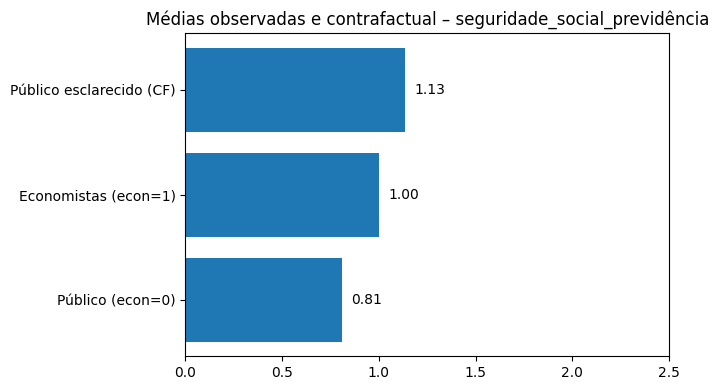 Médias observadas e contrafactual – seguridade_social_previdência
Público esclarecido (CF)
1.13
Economistas (econ=1)
1.00
Público (econ=0)
0.81
0.0 0.5 1.0 1.5 2.0 2.5